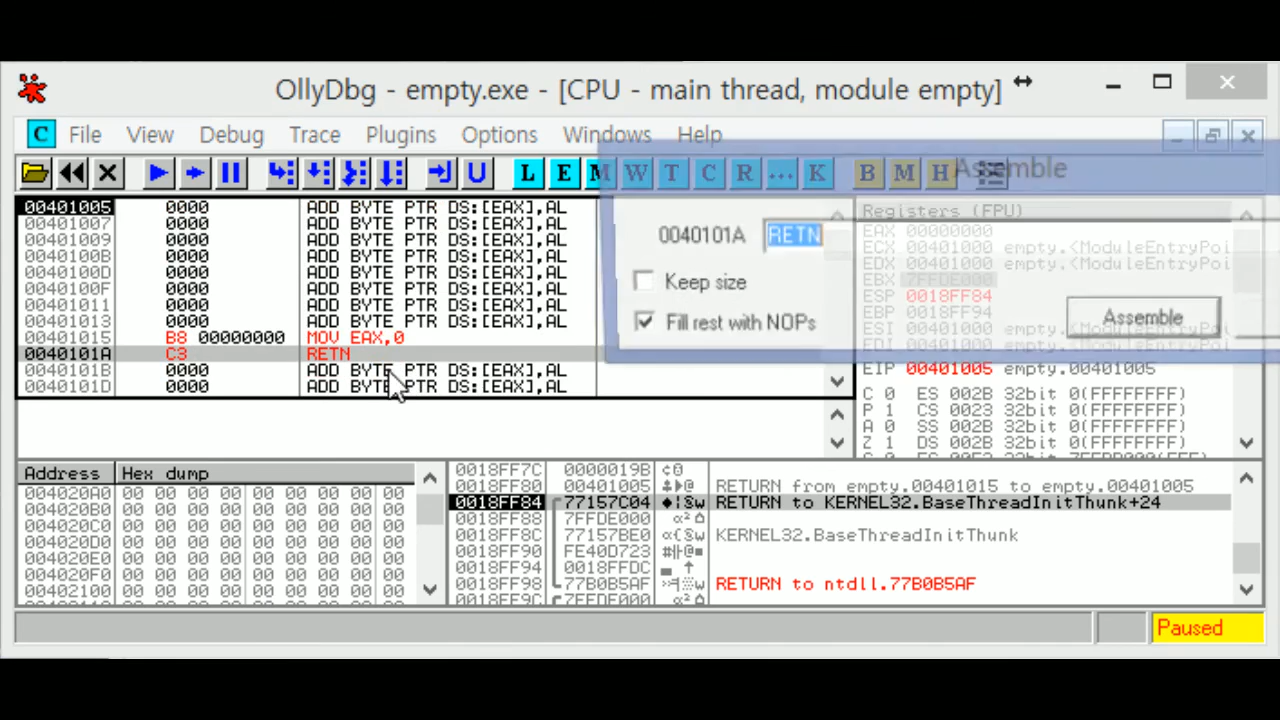 OllyDbg - empty.exe - [CPU - main thread, module empty]
C File View Debug Trace Plugins Options Windows Help
L E M W T C R ... K B M H
Assemble
0040101A RETN
Keep size
Fill rest with NOPs
Assemble
00401005 0000 ADD BYTE PTR DS:[EAX],AL
00401007 0000 ADD BYTE PTR DS:[EAX],AL
00401009 0000 ADD BYTE PTR DS:[EAX],AL
0040100B 0000 ADD BYTE PTR DS:[EAX],AL
0040100D 0000 ADD BYTE PTR DS:[EAX],AL
0040100F 0000 ADD BYTE PTR DS:[EAX],AL
00401011 0000 ADD BYTE PTR DS:[EAX],AL
00401013 0000 ADD BYTE PTR DS:[EAX],AL
00401015 B8 00000000 MOV EAX,0
0040101A C3 RETN
0040101B 0000 ADD BYTE PTR DS:[EAX],AL
0040101D 0000 ADD BYTE PTR DS:[EAX],AL
Registers (FPU)
EAX 00000000
ECX 00401000 empty.<ModuleEntryPoi
EDX 00401000 empty.<ModuleEntryPoi
EBX 7FFDE000
ESP 0018FF84
EBP 0018FF94
ESI 00401000 empty.<ModuleEntryPoi
EDI 00401000 empty.<ModuleEntryPoi
EIP 00401005 empty.00401005
C 0 ES 002B 32bit 0(FFFFFFFF)
P 1 CS 0023 32bit 0(FFFFFFFF)
A 0 SS 002B 32bit 0(FFFFFFFF)
Z 1 DS 002B 32bit 0(FFFFFFFF)
Address Hex dump
004020A0 00 00 00 00 00 00 00 00
004020B0 00 00 00 00 00 00 00 00
004020C0 00 00 00 00 00 00 00 00
004020D0 00 00 00 00 00 00 00 00
004020E0 00 00 00 00 00 00 00 00
004020F0 00 00 00 00 00 00 00 00
00402100 00 00 00 00 00 00 00 00
0018FF7C 0000019B
0018FF80 00401005 RETURN from empty.00401015 to empty.00401005
0018FF84 77157C04 RETURN to KERNEL32.BaseThreadInitThunk+24
0018FF88 7FFDE000
0018FF8C 77157BE0 KERNEL32.BaseThreadInitThunk
0018FF90 FE40D723
0018FF94 0018FFDC
0018FF98 77B0B5AF RETURN to ntdll.77B0B5AF
0018FF9C 7FFDE000
Paused